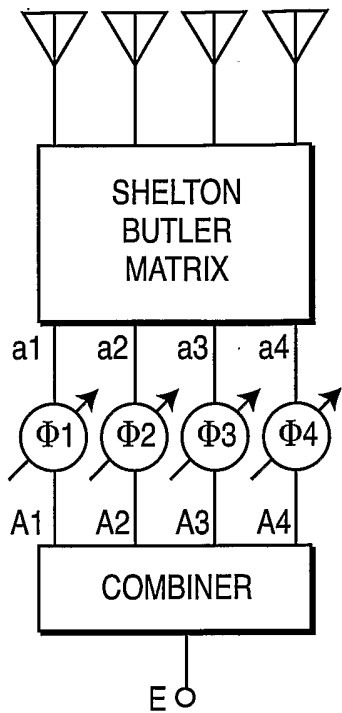 SHELTON
BUTLER
MATRIX
a1 a2 a3 a4
Φ1 Φ2 Φ3 Φ4
A1 A2 A3 A4
COMBINER
E